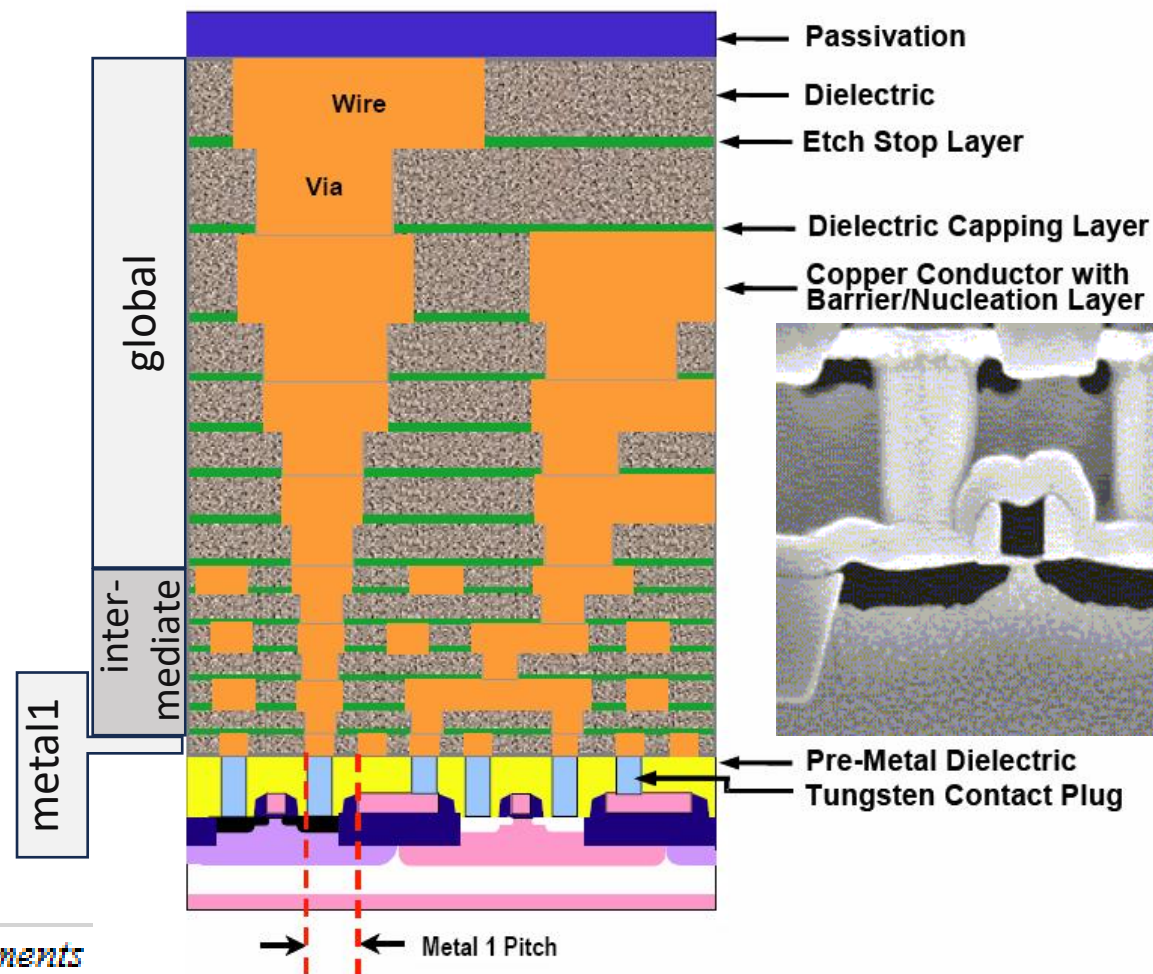 Passivation
Wire
Dielectric
Etch Stop Layer
Via
Dielectric Capping Layer
Copper Conductor with
Barrier/Nucleation Layer
global
inter-
mediate
metal1
Pre-Metal Dielectric
Tungsten Contact Plug
Metal 1 Pitch